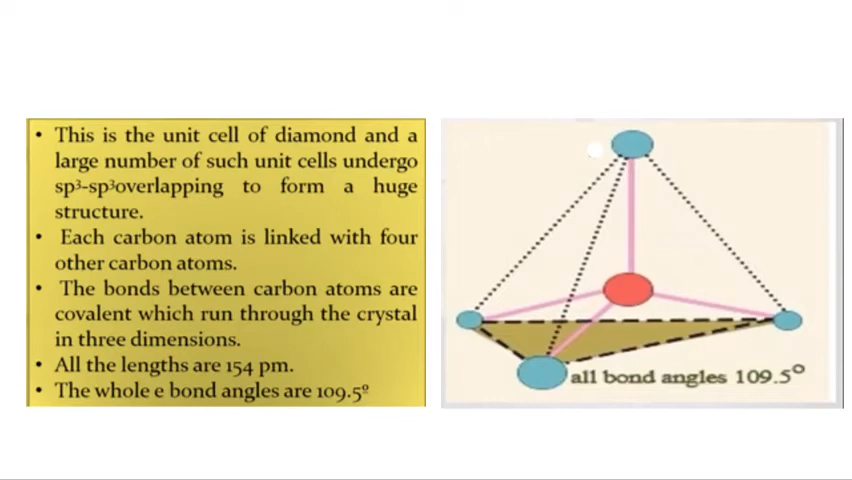 • This is the unit cell of diamond and a
large number of such unit cells undergo
sp³-sp³overlapping to form a huge
structure.
• Each carbon atom is linked with four
other carbon atoms.
• The bonds between carbon atoms are
covalent which run through the crystal
in three dimensions.
• All the lengths are 154 pm.
• The whole e bond angles are 109.5º
all bond angles 109.5º